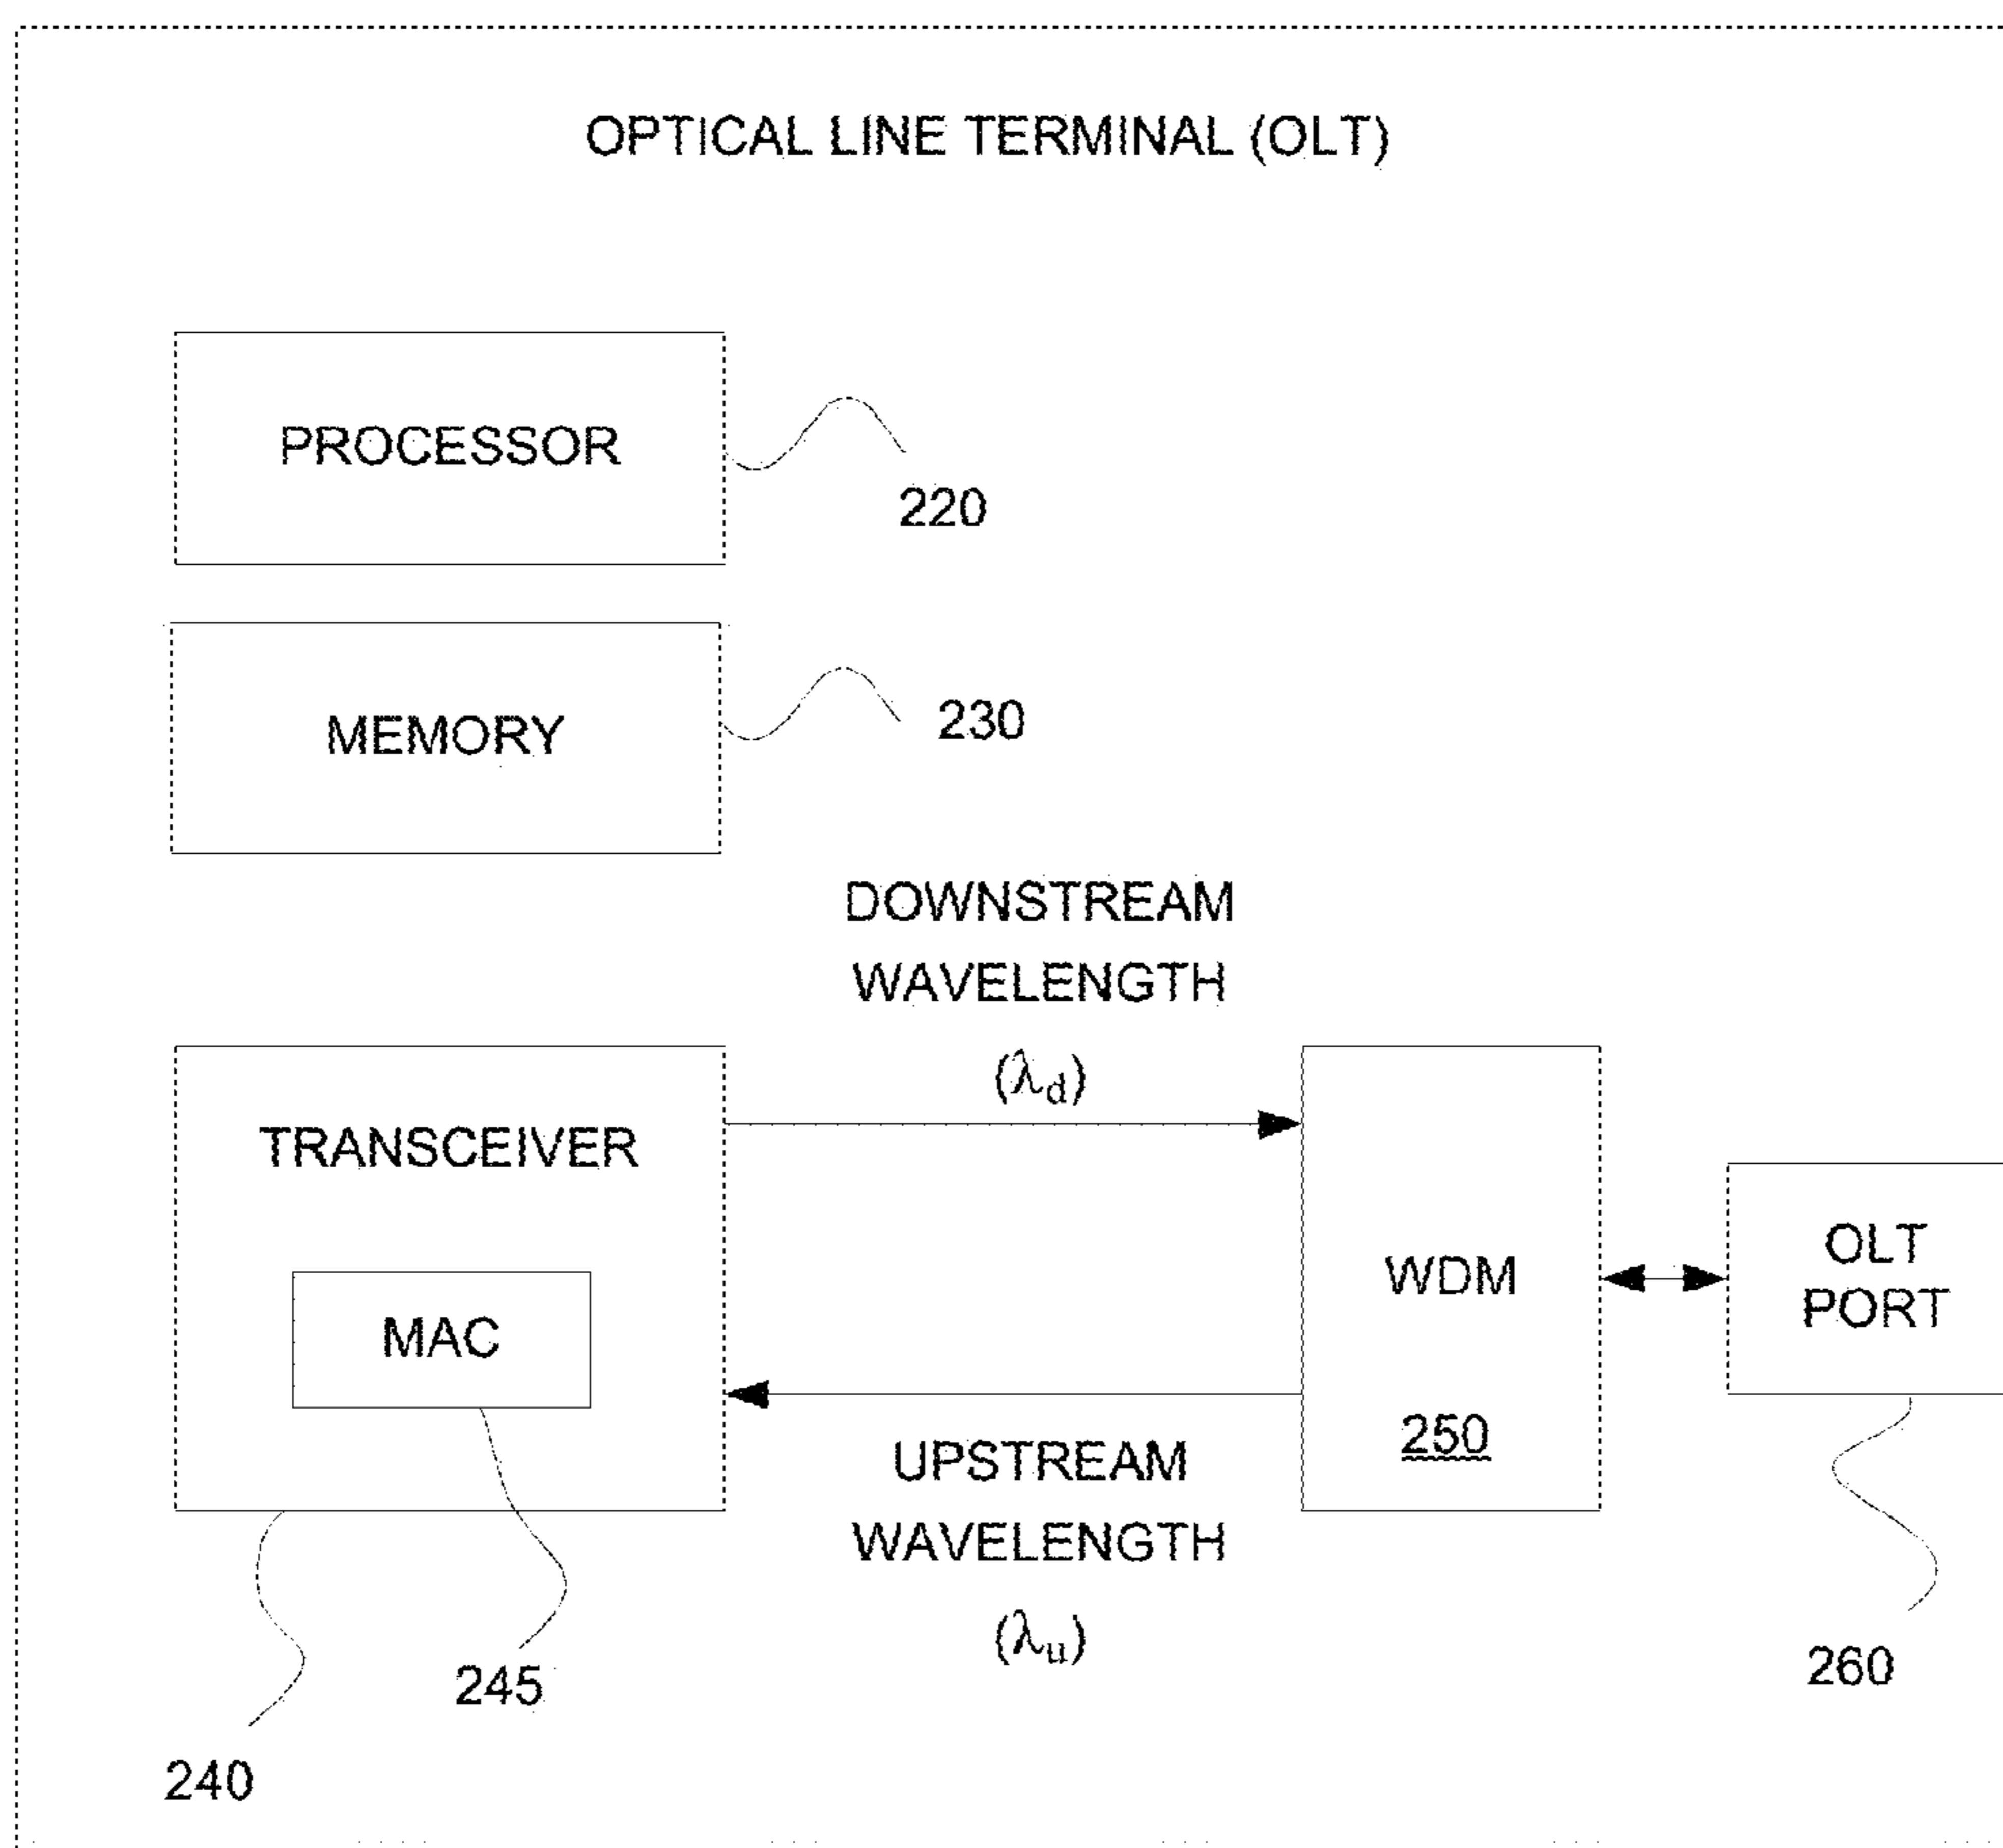 OPTICAL LINE TERMINAL (OLT)
PROCESSOR
220
MEMORY
230
DOWNSTREAM
WAVELENGTH
(λd)
TRANSCEIVER
MAC
WDM
250
OLT
PORT
UPSTREAM
WAVELENGTH
(λu)
245
240
260